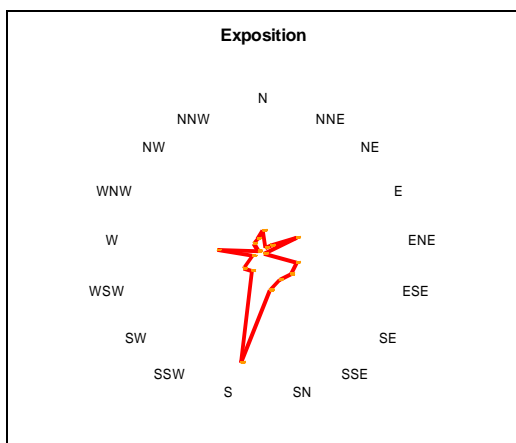 Exposition
N
NNW NNE
NW NE
WNW E
W ENE
WSW ESE
SW SE
SSW SSE
S SN